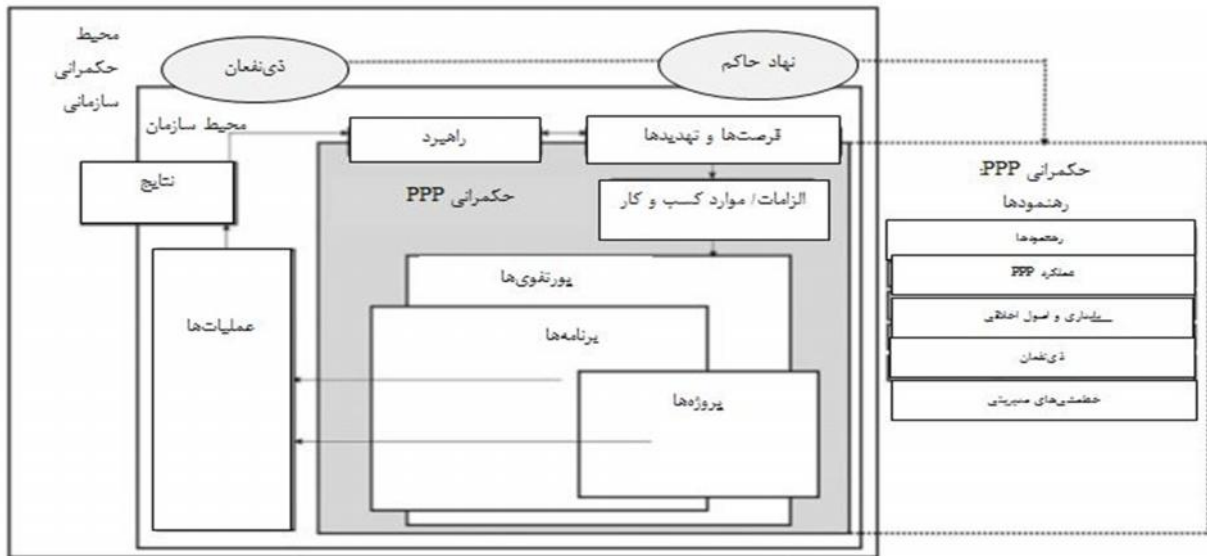 محیط
حکمرانی
سازمانی
ذی‌نفعان
نهاد حاکم
محیط سازمان
راهبرد
فرصت‌ها و تهدیدها
نتایج
حکمرانی PPP
الزامات/ موارد کسب و کار
پورتفوی‌ها
برنامه‌ها
پروژه‌ها
عملیات‌ها
حکمرانی PPP:
رهنمودها
رهنمودها
عملکرد PPP
پایداری و اصول اخلاقی
ذی‌نفعان
خط‌مشی‌های مدیریتی